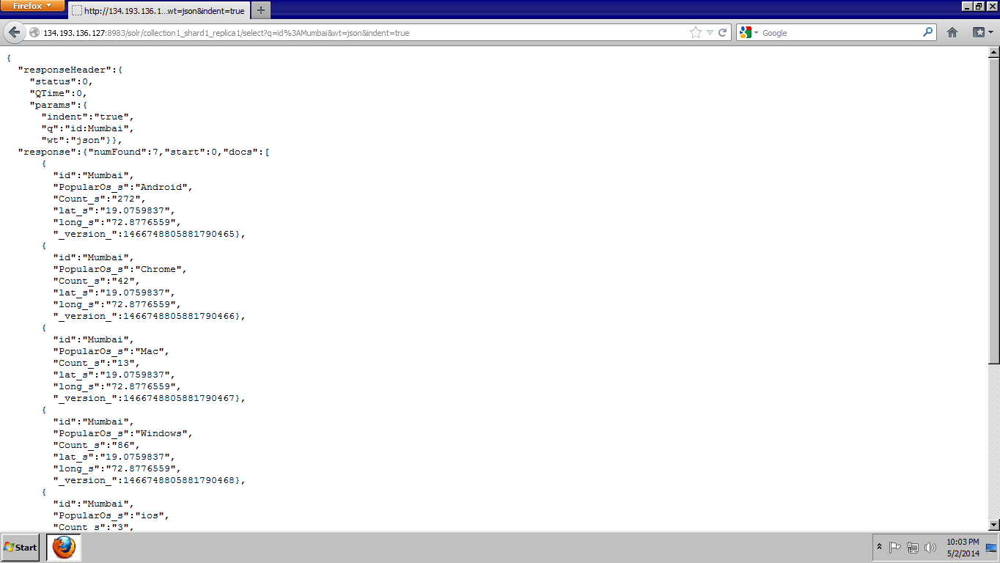 Firefox
http://134.193.136.1...wt=json&indent=true
134.193.136.127:8983/solr/collection1_shard1_replica1/select?q=id%3AMumbai&wt=json&indent=true
Google
{
"responseHeader":{
"status":0,
"QTime":0,
"params":{
"indent":"true",
"q":"id:Mumbai",
"wt":"json"}},
"response":{"numFound":7,"start":0,"docs":[
{
"id":"Mumbai",
"PopularOs_s":"Android",
"Count_s":"272",
"lat_s":"19.0759837",
"long_s":"72.8776559",
"_version_":1466748805881790465},
{
"id":"Mumbai",
"PopularOs_s":"Chrome",
"Count_s":"42",
"lat_s":"19.0759837",
"long_s":"72.8776559",
"_version_":1466748805881790466},
{
"id":"Mumbai",
"PopularOs_s":"Mac",
"Count_s":"13",
"lat_s":"19.0759837",
"long_s":"72.8776559",
"_version_":1466748805881790467},
{
"id":"Mumbai",
"PopularOs_s":"Windows",
"Count_s":"86",
"lat_s":"19.0759837",
"long_s":"72.8776559",
"_version_":1466748805881790468},
{
"id":"Mumbai",
"PopularOs_s":"ios",
"Count_s":"3",
Start
10:03 PM
5/2/2014